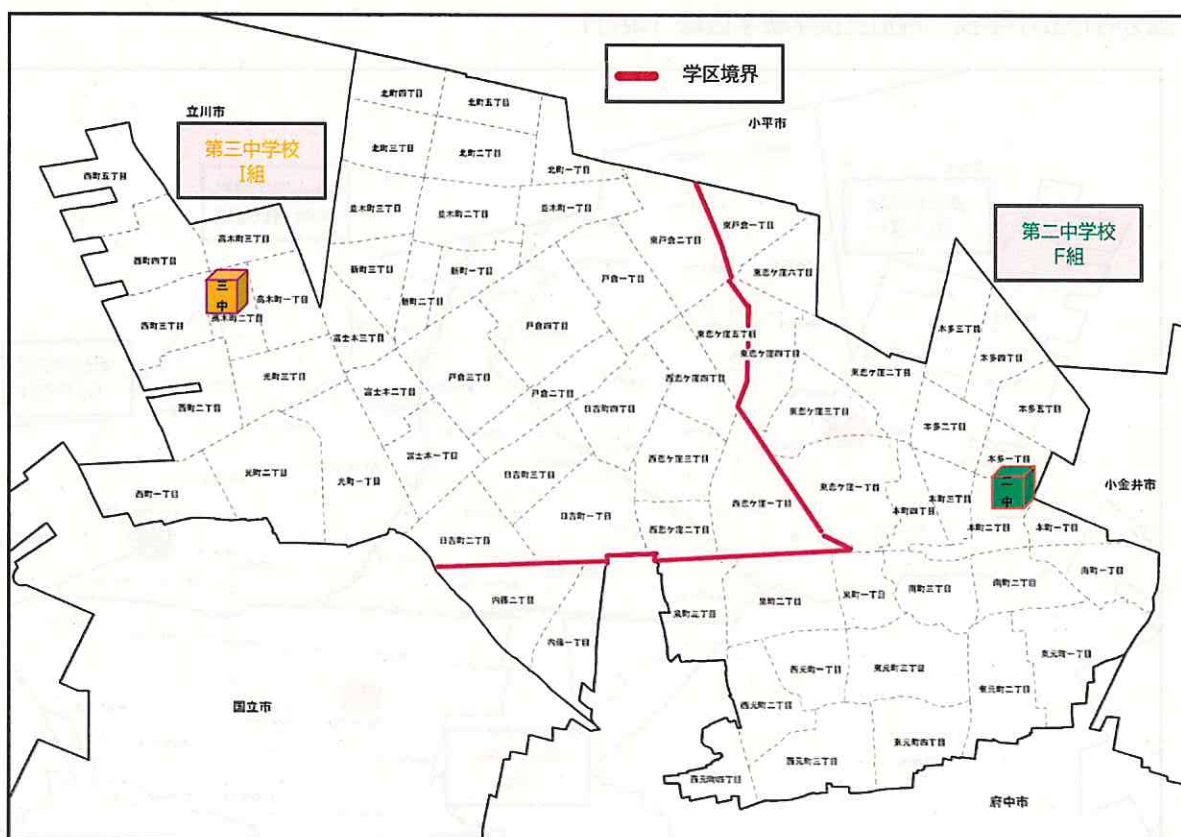 学区境界
立川市
小平市
第三中学校
I組
第二中学校
F組
北町四丁目
北町五丁目
北町三丁目
北町二丁目
北町一丁目
西町五丁目
並木町三丁目
並木町二丁目
並木町一丁目
東戸倉二丁目
東戸倉一丁目
高木町三丁目
西町四丁目
新町三丁目
新町一丁目
戸倉一丁目
東恋ケ窪六丁目
三
中
高木町一丁目
新町二丁目
高木町二丁目
西町三丁目
富士本三丁目
戸倉四丁目
東恋ケ窪五丁目
東恋ケ窪四丁目
本多三丁目
本多四丁目
光町三丁目
戸倉三丁目
富士本二丁目
戸倉二丁目
西恋ケ窪四丁目
東恋ケ窪二丁目
西町二丁目
日吉町四丁目
東恋ケ窪三丁目
本多五丁目
本多二丁目
富士本一丁目
西恋ケ窪三丁目
本多一丁目
光町二丁目
光町一丁目
日吉町三丁目
東恋ケ窪一丁目
二
中
小金井市
西町一丁目
西恋ケ窪一丁目
本町三丁目
本町四丁目
日吉町一丁目
西恋ケ窪二丁目
本町二丁目
本町一丁目
日吉町二丁目
南町一丁目
内藤二丁目
泉町三丁目
泉町二丁目
泉町一丁目
南町三丁目
南町二丁目
内藤一丁目
西元町一丁目
東元町三丁目
東元町一丁目
東元町二丁目
国立市
西元町二丁目
東元町四丁目
西元町三丁目
西元町四丁目
府中市